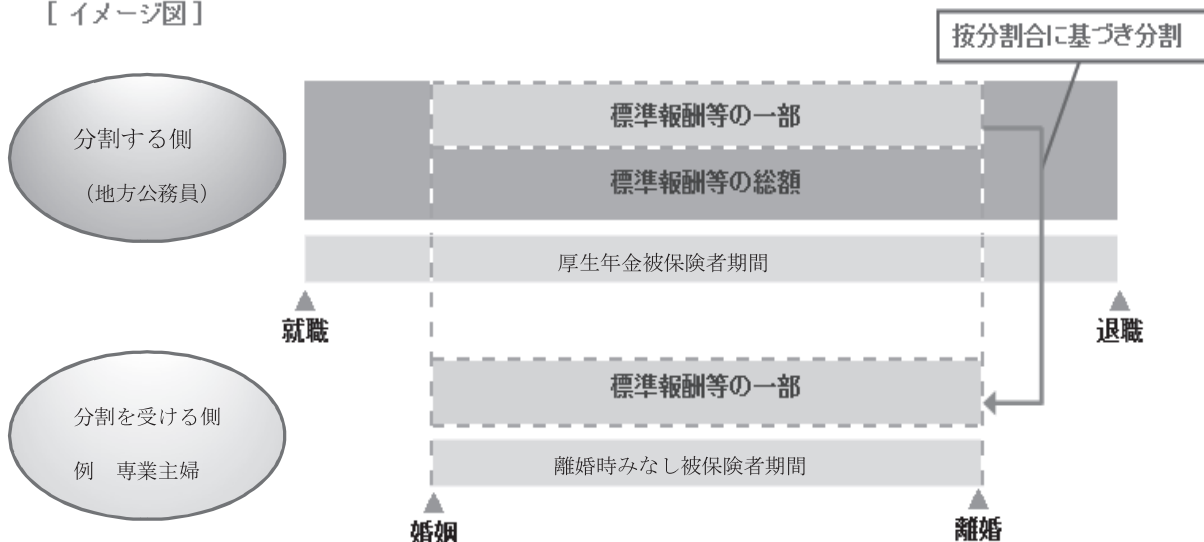 [ イメージ図 ]
按分割合に基づき分割
分割する側
（地方公務員）
標準報酬等の一部
標準報酬等の総額
厚生年金被保険者期間
就職
退職
分割を受ける側
例　専業主婦
標準報酬等の一部
離婚時みなし被保険者期間
婚姻
離婚